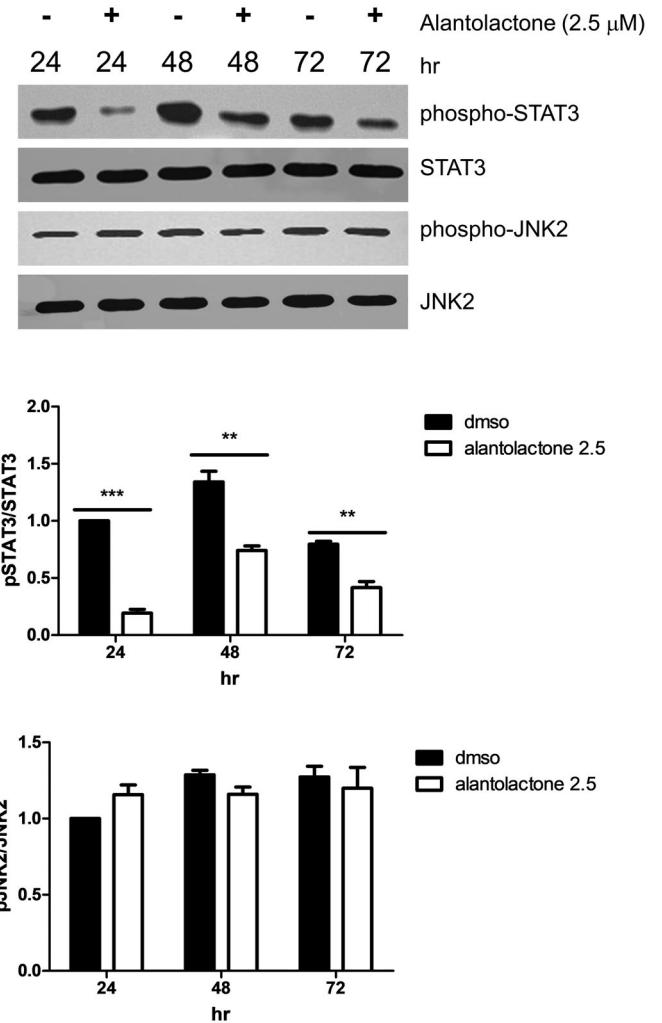 - + - + - + Alantolactone (2.5 μM)
24 24 48 48 72 72 hr
phospho-STAT3
STAT3
phospho-JNK2
JNK2
2.0
1.5
1.0
0.5
0.0
pSTAT3/STAT3
***
**
**
24 48 72
hr
dmso
alantolactone 2.5
1.5
1.0
0.5
0.0
pJNK2/JNK2
24 48 72
hr
dmso
alantolactone 2.5